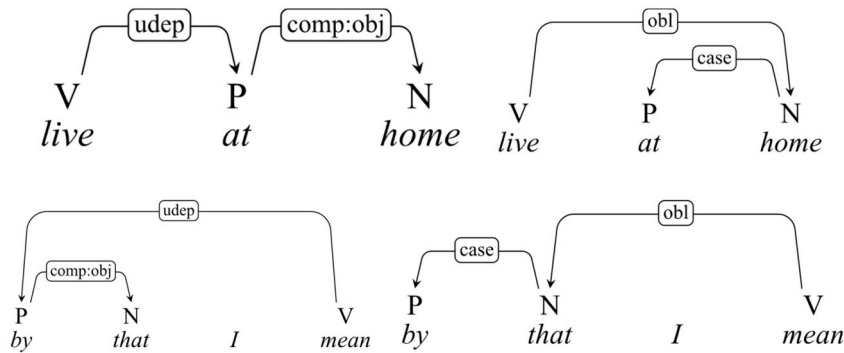 udep comp:obj
V P N
live at home
obl
case
V P N
live at home
udep
comp:obj
P N V
by that I mean
obl
case
P N V
by that I mean